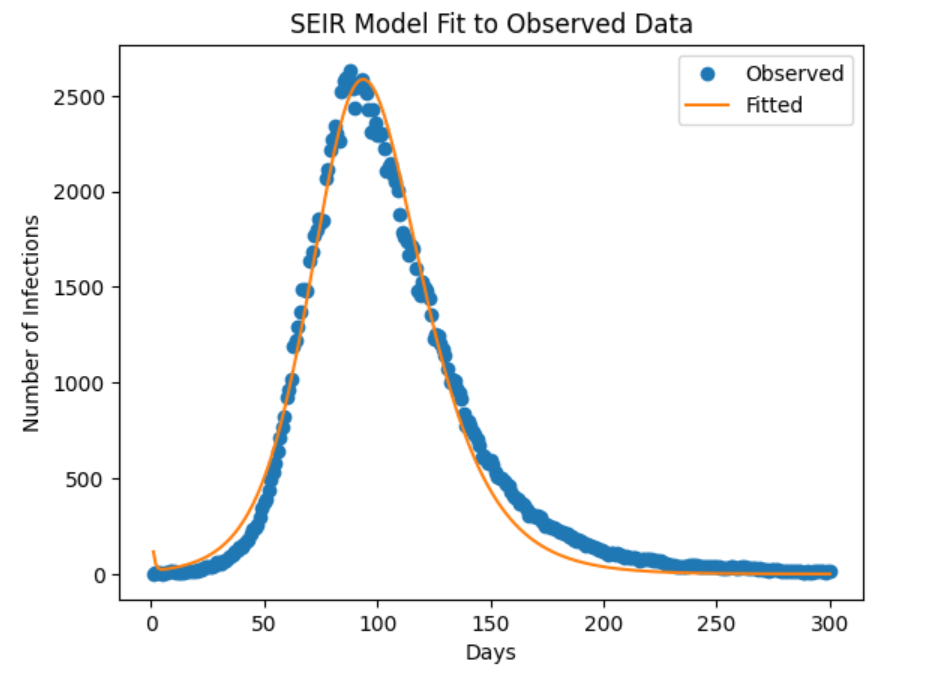 SEIR Model Fit to Observed Data
Observed
Fitted
2500
2000
1500
1000
500
0
Number of Infections
0 50 100 150 200 250 300
Days